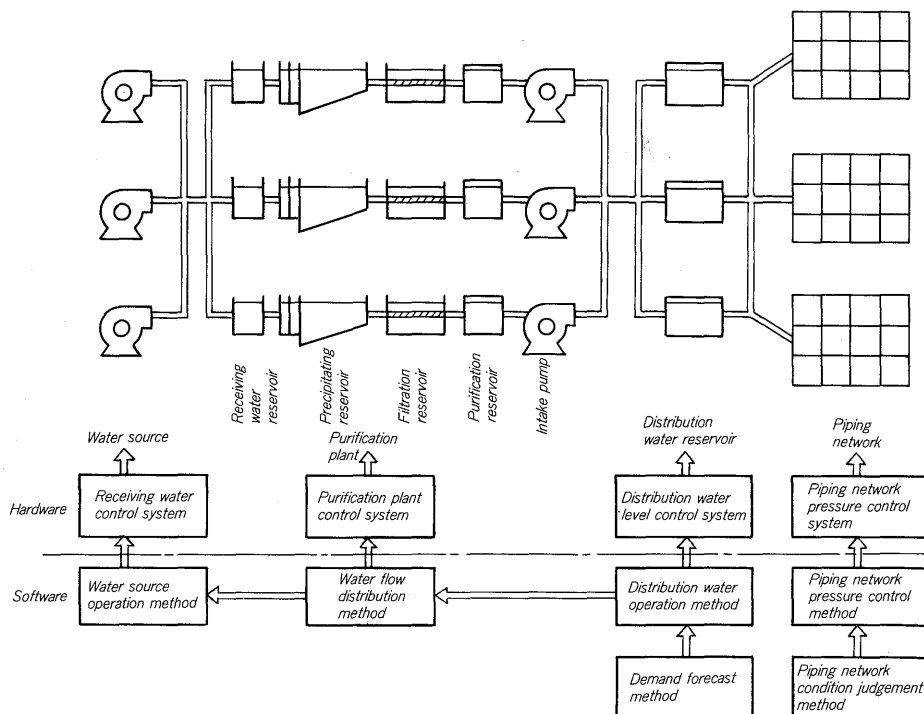 Receiving
water
reservoir
Precipitating
reservoir
Filtration
reservoir
Purification
reservoir
Intake pump
Water source
Purification
plant
Distribution
water reservoir
Piping
network
Hardware
Receiving water
control system
Purification plant
control system
Distribution water
level control system
Piping network
pressure control
system
Software
Water source
operation method
Water flow
distribution
method
Distribution water
operation method
Piping network
pressure control
method
Demand forecast
method
Piping network
condition judgement
method